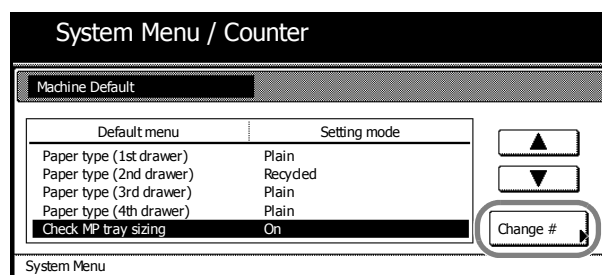 System Menu / Counter
Machine Default
Default menu Setting mode
Paper type (1st drawer) Plain
Paper type (2nd drawer) Recycled
Paper type (3rd drawer) Plain
Paper type (4th drawer) Plain
Check MP tray sizing On
Change #
System Menu